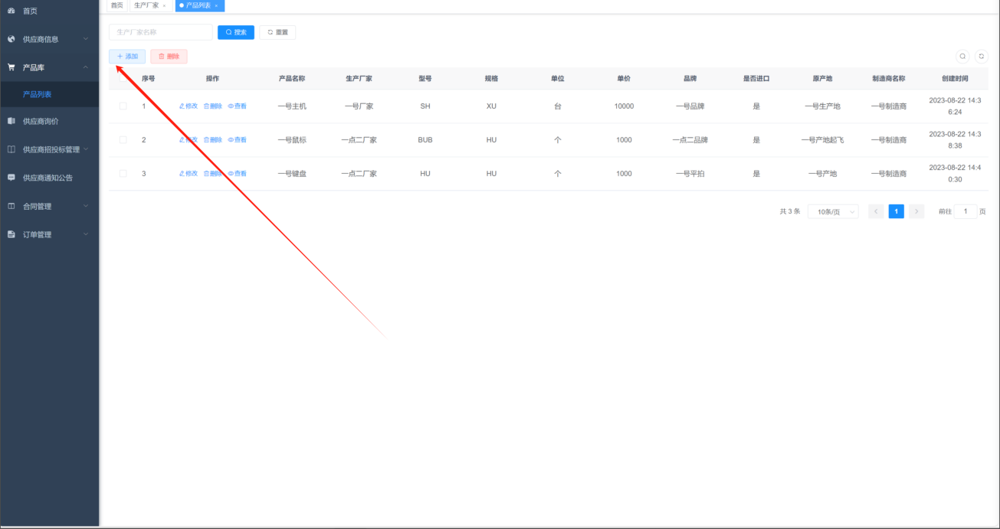 首页
供应商信息
产品库
产品列表
供应商询价
供应商招投标管理
供应商通知公告
合同管理
订单管理
首页 生产厂家 × 产品列表 ×
生产厂家名称 搜索 重置
+ 添加 删除
序号 操作 产品名称 生产厂家 型号 规格 单位 单价 品牌 是否进口 原产地 制造商名称 创建时间
1 修改 删除 查看 一号主机 一号厂家 SH XU 台 10000 一号品牌 是 一号生产地 一号制造商 2023-08-22 14:3
6:24
2 修改 删除 查看 一号鼠标 一点二厂家 BUB HU 个 1000 一点二品牌 是 一号产地起飞 一号制造商 2023-08-22 14:3
8:38
3 修改 删除 查看 一号键盘 一点二厂家 HU HU 个 1000 一号平拍 是 一号产地 一号制造商 2023-08-22 14:4
0:30
共 3 条 10条/页 < 1 > 前往 1 页